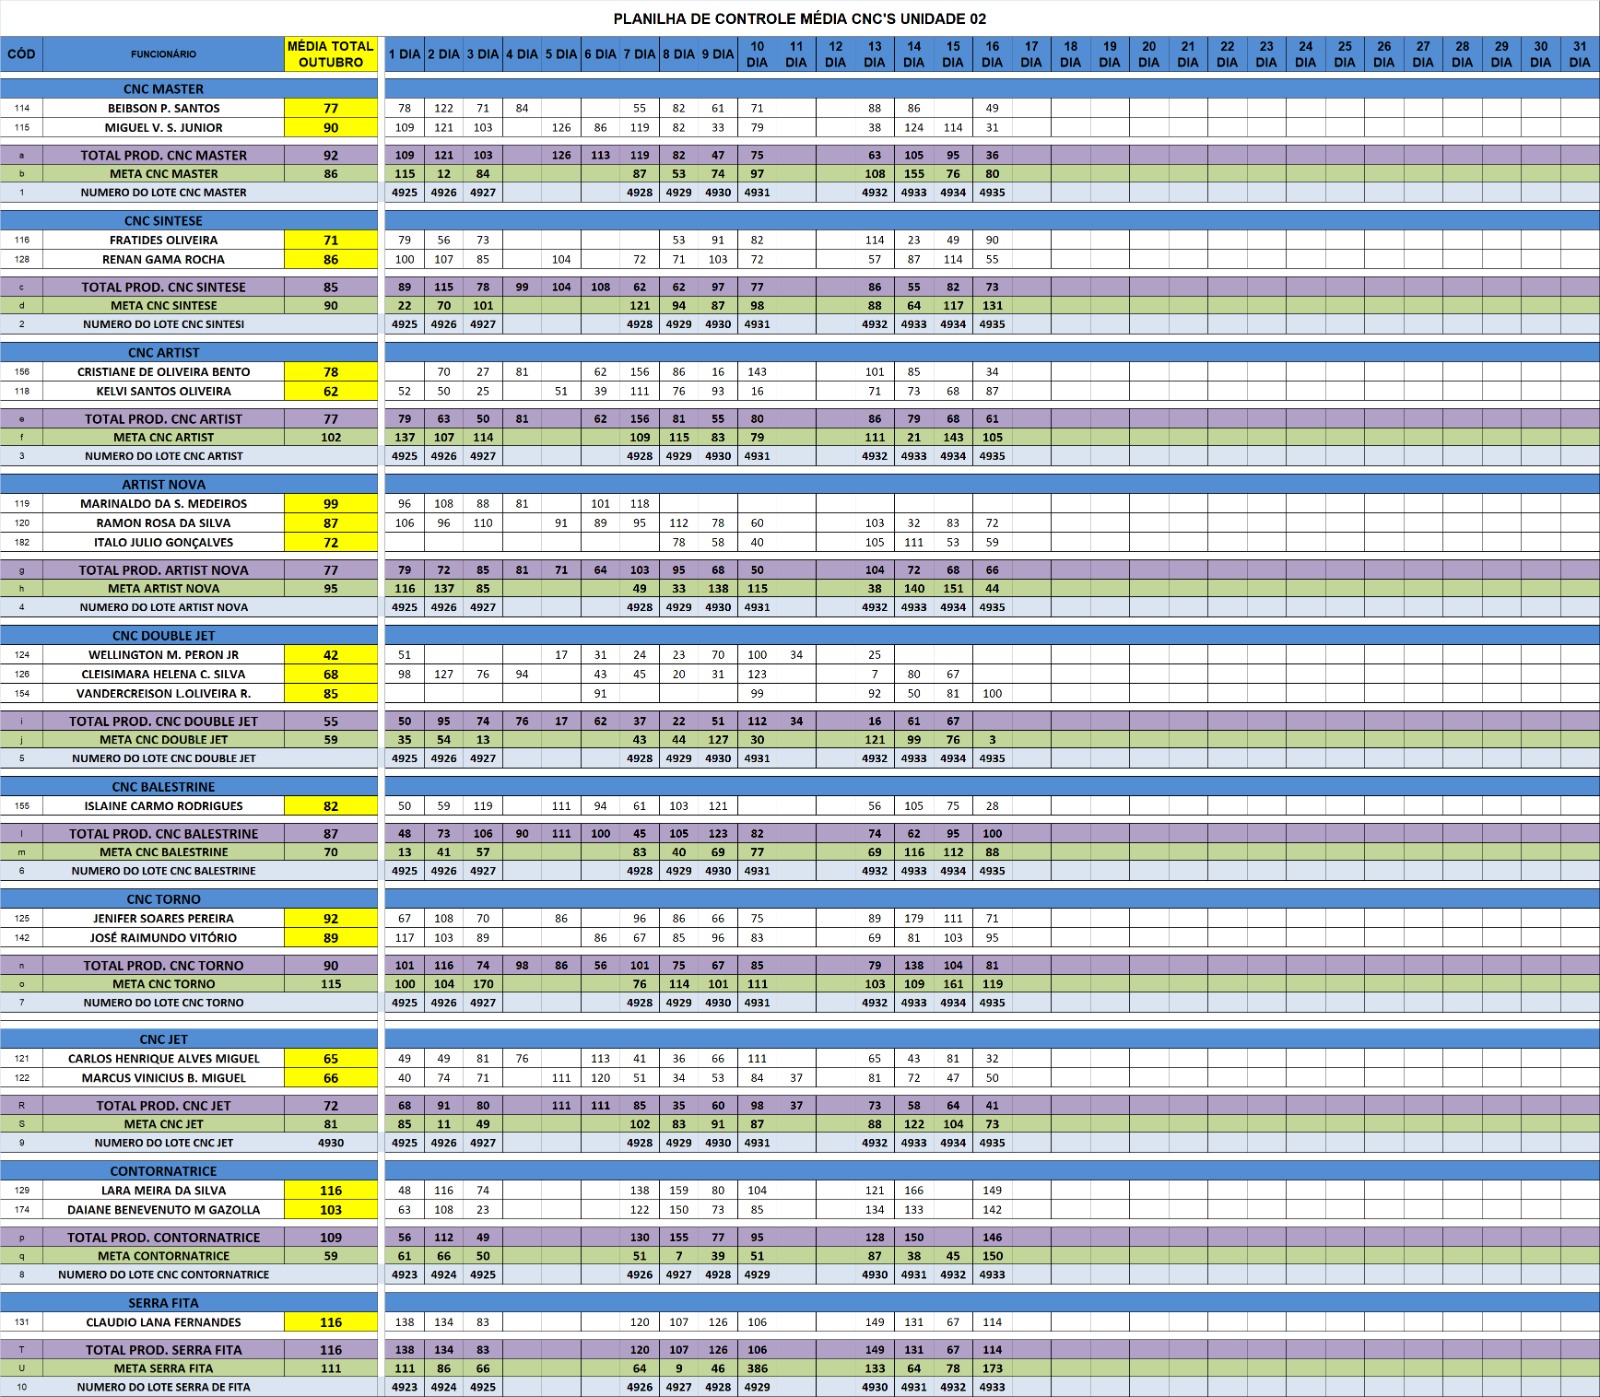 PLANILHA DE CONTROLE MÉDIA CNC'S UNIDADE 02
CÓD FUNCIONÁRIO MÉDIA TOTAL OUTUBRO 1 DIA 2 DIA 3 DIA 4 DIA 5 DIA 6 DIA 7 DIA 8 DIA 9 DIA 10 DIA 11 DIA 12 DIA 13 DIA 14 DIA 15 DIA 16 DIA 17 DIA 18 DIA 19 DIA 20 DIA 21 DIA 22 DIA 23 DIA 24 DIA 25 DIA 26 DIA 27 DIA 28 DIA 29 DIA 30 DIA 31 DIA
CNC MASTER
114 BEIBSON P. SANTOS 77 78 122 71 84 55 82 61 71 88 86 49
115 MIGUEL V. S. JUNIOR 90 109 121 103 126 86 119 82 33 79 38 124 114 31
a TOTAL PROD. CNC MASTER 92 109 121 103 126 113 119 82 47 75 63 105 95 36
b META CNC MASTER 86 115 12 84 87 53 74 97 108 155 76 80
1 NUMERO DO LOTE CNC MASTER 4925 4926 4927 4928 4929 4930 4931 4932 4933 4934 4935
CNC SINTESE
116 FRATIDES OLIVEIRA 71 79 56 73 53 91 82 114 23 49 90
128 RENAN GAMA ROCHA 86 100 107 85 104 72 71 103 72 57 87 114 55
c TOTAL PROD. CNC SINTESE 85 89 115 78 99 104 108 62 62 97 77 86 55 82 73
d META CNC SINTESE 90 22 70 101 121 94 87 98 88 64 117 131
2 NUMERO DO LOTE CNC SINTESI 4925 4926 4927 4928 4929 4930 4931 4932 4933 4934 4935
CNC ARTIST
156 CRISTIANE DE OLIVEIRA BENTO 78 70 27 81 62 156 86 16 143 101 85 34
118 KELVI SANTOS OLIVEIRA 62 52 50 25 51 39 111 76 93 16 71 73 68 87
e TOTAL PROD. CNC ARTIST 77 79 63 50 81 62 156 81 55 80 86 79 68 61
f META CNC ARTIST 102 137 107 114 109 115 83 79 111 21 143 105
3 NUMERO DO LOTE CNC ARTIST 4925 4926 4927 4928 4929 4930 4931 4932 4933 4934 4935
ARTIST NOVA
119 MARINALDO DA S. MEDEIROS 99 96 108 88 81 101 118
120 RAMON ROSA DA SILVA 87 106 96 110 91 89 95 112 78 60 103 32 83 72
182 ITALO JULIO GONÇALVES 72 78 58 40 105 111 53 59
g TOTAL PROD. ARTIST NOVA 77 79 72 85 81 71 64 103 95 68 50 104 72 68 66
h META ARTIST NOVA 95 116 137 85 49 33 138 115 38 140 151 44
4 NUMERO DO LOTE ARTIST NOVA 4925 4926 4927 4928 4929 4930 4931 4932 4933 4934 4935
CNC DOUBLE JET
124 WELLINGTON M. PERON JR 42 51 17 31 24 23 70 100 34 25
126 CLEISIMARA HELENA C. SILVA 68 98 127 76 94 43 45 20 31 123 7 80 67
154 VANDERCREISON L.OLIVEIRA R. 85 91 99 92 50 81 100
i TOTAL PROD. CNC DOUBLE JET 55 50 95 74 76 17 62 37 22 51 112 34 16 61 67
j META CNC DOUBLE JET 59 35 54 13 43 44 127 30 121 99 76 3
5 NUMERO DO LOTE CNC DOUBLE JET 4925 4926 4927 4928 4929 4930 4931 4932 4933 4934 4935
CNC BALESTRINE
155 ISLAINE CARMO RODRIGUES 82 50 59 119 111 94 61 103 121 56 105 75 28
l TOTAL PROD. CNC BALESTRINE 87 48 73 106 90 111 100 45 105 123 82 74 62 95 100
m META CNC BALESTRINE 70 13 41 57 83 40 69 77 69 116 112 88
6 NUMERO DO LOTE CNC BALESTRINE 4925 4926 4927 4928 4929 4930 4931 4932 4933 4934 4935
CNC TORNO
125 JENIFER SOARES PEREIRA 92 67 108 70 86 96 86 66 75 89 179 111 71
142 JOSÉ RAIMUNDO VITÓRIO 89 117 103 89 86 67 85 96 83 69 81 103 95
n TOTAL PROD. CNC TORNO 90 101 116 74 98 86 56 101 75 67 85 79 138 104 81
o META CNC TORNO 115 100 104 170 76 114 101 111 103 109 161 119
7 NUMERO DO LOTE CNC TORNO 4925 4926 4927 4928 4929 4930 4931 4932 4933 4934 4935
CNC JET
121 CARLOS HENRIQUE ALVES MIGUEL 65 49 49 81 76 113 41 36 66 111 65 43 81 32
122 MARCUS VINICIUS B. MIGUEL 66 40 74 71 111 120 51 34 53 84 37 81 72 47 50
R TOTAL PROD. CNC JET 72 68 91 80 111 111 85 35 60 98 37 73 58 64 41
S META CNC JET 81 85 11 49 102 83 91 87 88 122 104 73
9 NUMERO DO LOTE CNC JET 4930 4925 4926 4927 4928 4929 4930 4931 4932 4933 4934 4935
CONTORNATRICE
129 LARA MEIRA DA SILVA 116 48 116 74 138 159 80 104 121 166 149
174 DAIANE BENEVENUTO M GAZOLLA 103 63 108 23 122 150 73 85 134 133 142
p TOTAL PROD. CONTORNATRICE 109 56 112 49 130 155 77 95 128 150 146
q META CONTORNATRICE 59 61 66 50 51 7 39 51 87 38 45 150
8 NUMERO DO LOTE CNC CONTORNATRICE 4923 4924 4925 4926 4927 4928 4929 4930 4931 4932 4933
SERRA FITA
131 CLAUDIO LANA FERNANDES 116 138 134 83 120 107 126 106 149 131 67 114
T TOTAL PROD. SERRA FITA 116 138 134 83 120 107 126 106 149 131 67 114
U META SERRA FITA 111 111 86 66 64 9 46 386 133 64 78 173
10 NUMERO DO LOTE SERRA DE FITA 4923 4924 4925 4926 4927 4928 4929 4930 4931 4932 4933